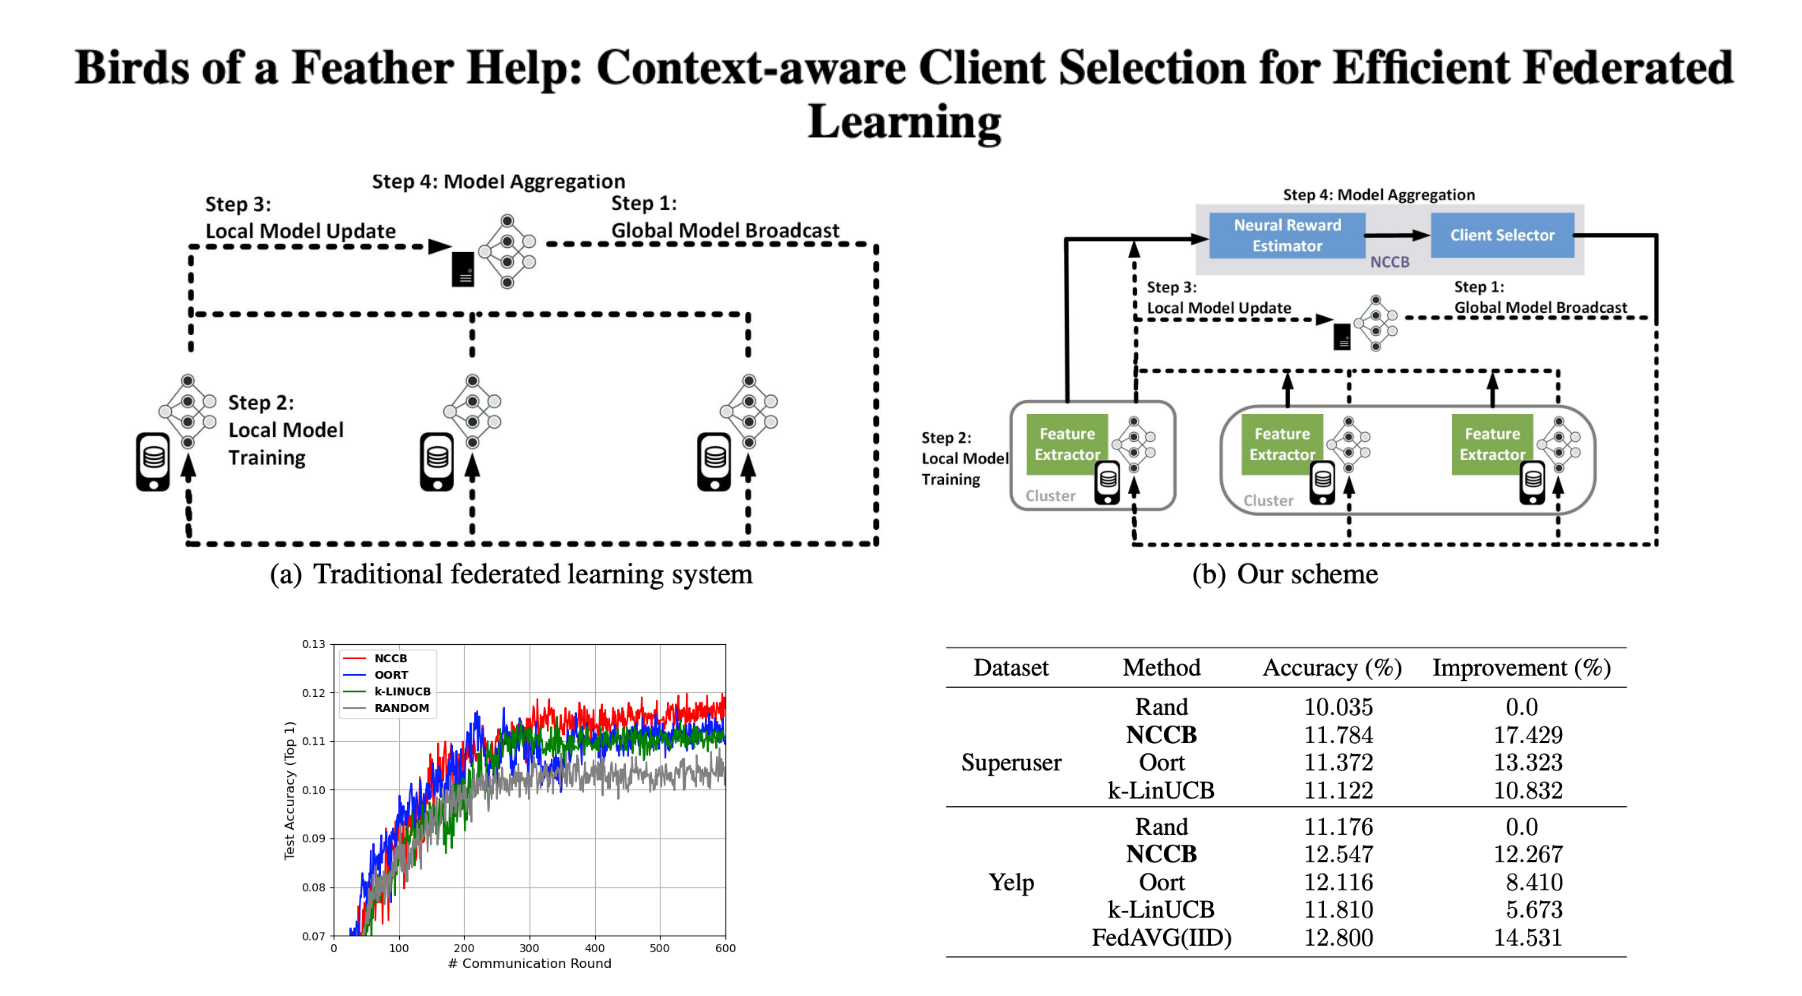 Birds of a Feather Help: Context-aware Client Selection for Efficient Federated
Learning
Step 4: Model Aggregation
Step 3:
Local Model Update
Step 1:
Global Model Broadcast
Step 2:
Local Model
Training
(a) Traditional federated learning system
Step 4: Model Aggregation
Neural Reward
Estimator
Client Selector
NCCB
Step 3:
Local Model Update
Step 1:
Global Model Broadcast
Step 2:
Local Model
Training
Feature
Extractor
Cluster
Feature
Extractor
Feature
Extractor
Cluster
(b) Our scheme
0.13
0.12
0.11
0.10
0.09
0.08
0.07
Test Accuracy (Top 1)
NCCB
OORT
k-LINUCB
RANDOM
0 100 200 300 400 500 600
# Communication Round
Dataset Method Accuracy (%) Improvement (%)
Rand 10.035 0.0
NCCB 11.784 17.429
Superuser Oort 11.372 13.323
k-LinUCB 11.122 10.832
Rand 11.176 0.0
NCCB 12.547 12.267
Yelp Oort 12.116 8.410
k-LinUCB 11.810 5.673
FedAVG(IID) 12.800 14.531